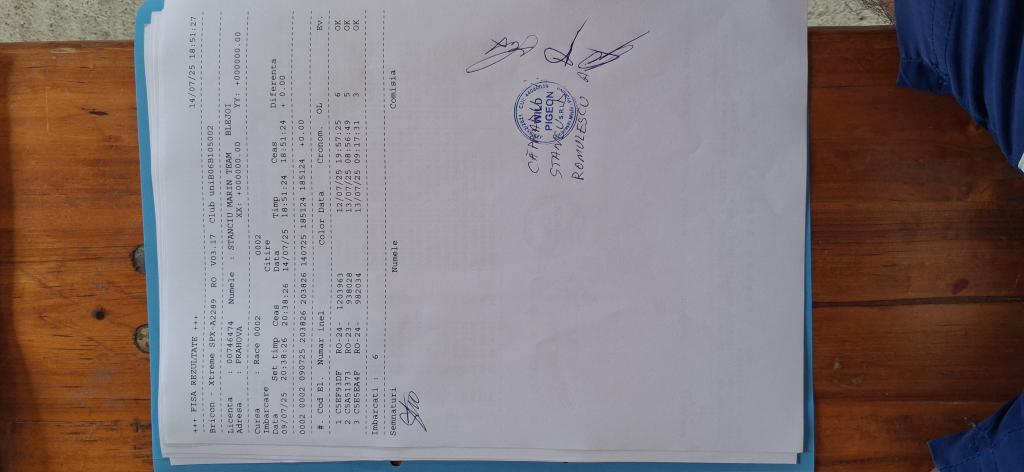 +++ FISA REZULTATE +++ 14/07/25 18:51:27
Bricon - Xtreme SPX-A2289 RO V03.17 Club uniB06B105002
Licenta : 00746474 Numele : STANCIU MARIN TEAM BLEJOI
Adresa : PRAHOVA XX: +000000.00 YY: +000000.00
Cursa : Race 0002 0002
Imbarcare Citire
Data Set timp Ceas Data Timp Ceas Diferenta
09/07/25 20:38:26 20:38:26 14/07/25 18:51:24 18:51:24 + 0.00
0002 0002 090725 203826 203826 140725 185124 185124 +0.00
#. Cod El. Numar inel Color Data Cronom. OL Ev.
1 C5EF93DF RO-24- 1203963 12/07/25 19:57:25 6 OK
2 C5A51373 RO-23- 938028 13/07/25 08:56:49 5 OK
3 C5E5EA4F RO-24- 982034 13/07/25 09:17:31 3 OK
Imbarcati : 6
Semnaturi Numele Comisia
WILD
PIGEON
S.R.L.
STANCU
ROMULESCU